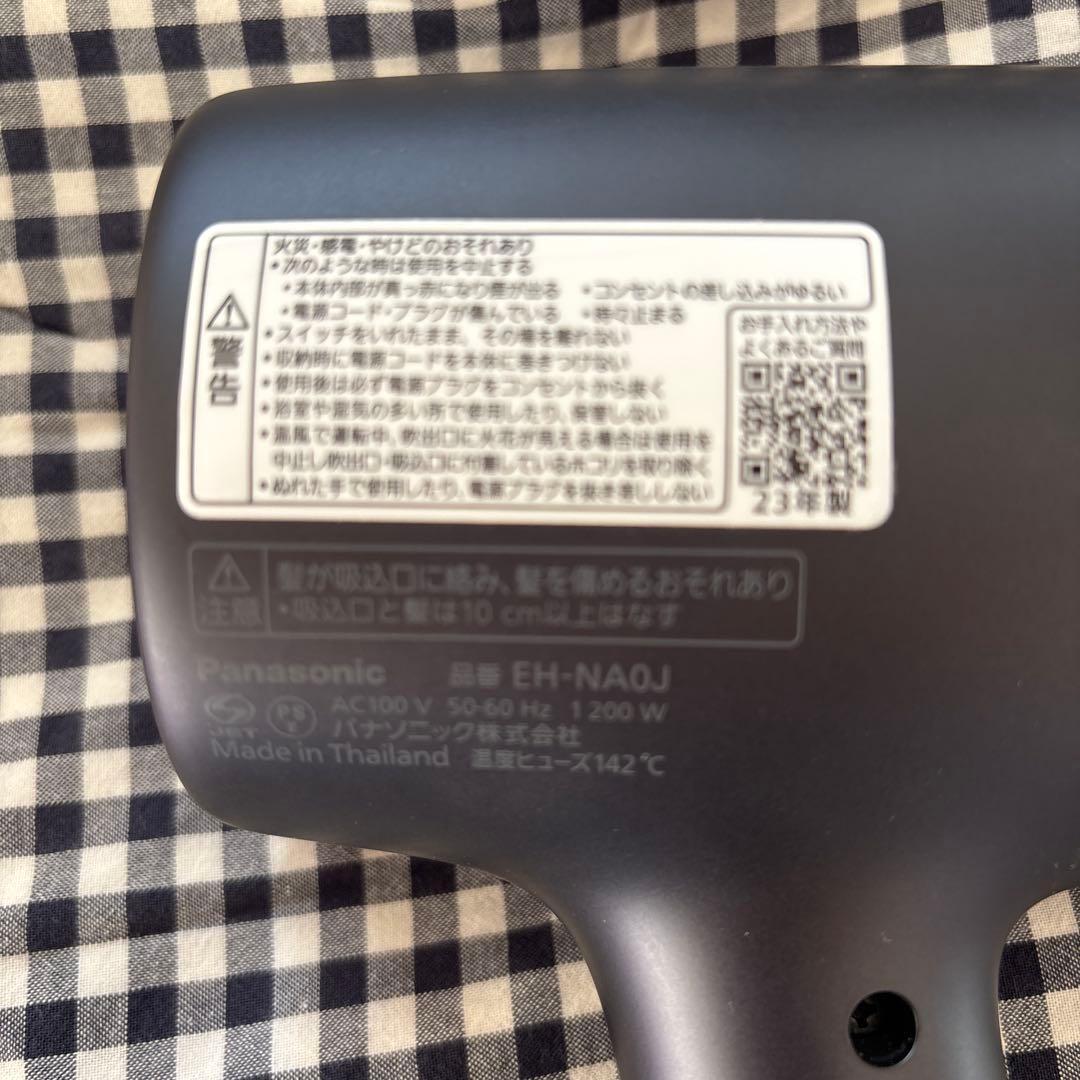 警告
火災・感電・やけどのおそれあり
・次のような時は使用を中止する
・本体内部が真っ赤になり煙が出る ・コンセントの差し込みがゆるい
・電源コード・プラグが傷んでいる ・時々止まる
・スイッチをいれたまま、その場を離れない
・収納時に電源コードを本体に巻きつけない
・使用後は必ず電源プラグをコンセントから抜く
・浴室や湿気の多い所で使用したり、保管しない
・温風で運転中、吹出口に火花が見える場合は使用を
中止し吹出口・吸込口に付着しているホコリを取り除く
・ぬれた手で使用したり、電源プラグを抜き差ししない
お手入れ方法や
よくあるご質問
23年製
注意
髪が吸込口に絡み、髪を傷めるおそれあり
・吸込口と髪は10 cm以上はなす
Panasonic 品番 EH-NA0J
JET PSE AC100 V 50-60 Hz 1 200 W
パナソニック株式会社
Made in Thailand 温度ヒューズ142℃